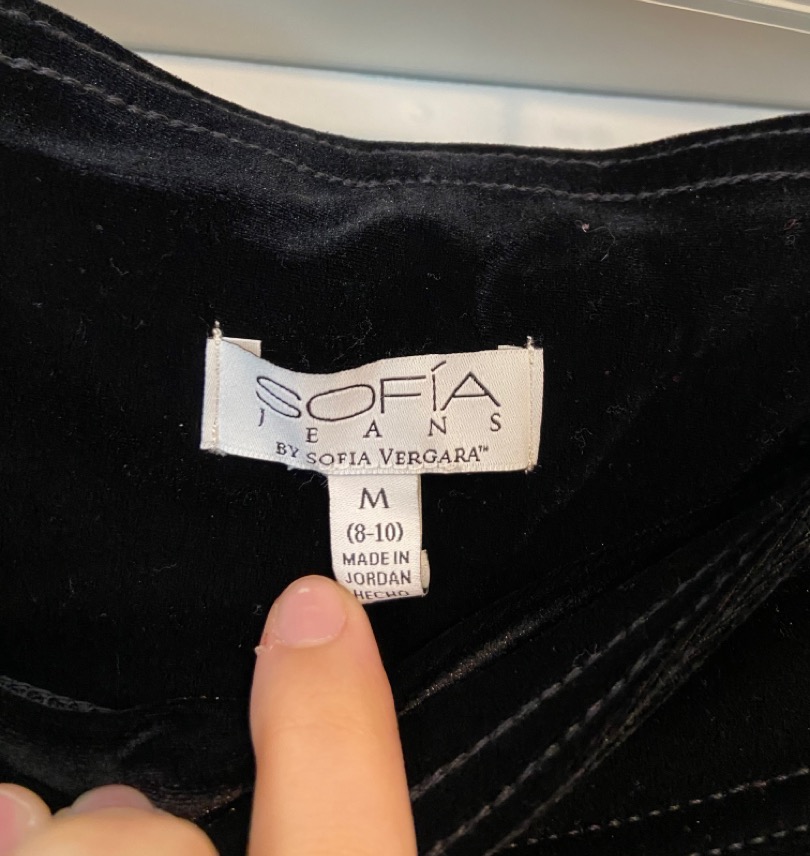 SOFÍA
JEANS
BY SOFIA VERGARA™
M
(8-10)
MADE IN
JORDAN
HECHO